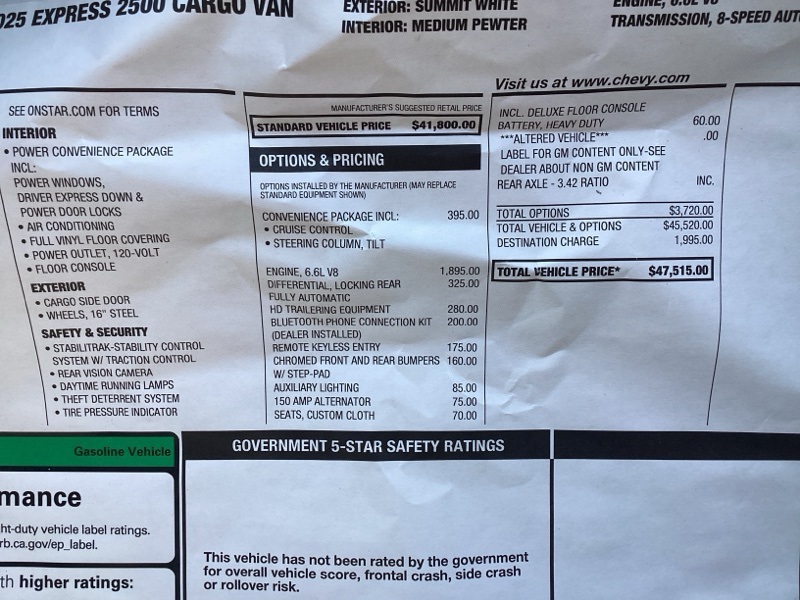 025 EXPRESS 2500 CARGO VAN
EXTERIOR: SUMMIT WHITE
INTERIOR: MEDIUM PEWTER
ENGINE, 6.6L V8
TRANSMISSION, 8-SPEED AUT
SEE ONSTAR.COM FOR TERMS
INTERIOR
• POWER CONVENIENCE PACKAGE
INCL:
POWER WINDOWS,
DRIVER EXPRESS DOWN &
POWER DOOR LOCKS
• AIR CONDITIONING
• FULL VINYL FLOOR COVERING
• POWER OUTLET, 120-VOLT
• FLOOR CONSOLE
EXTERIOR
• CARGO SIDE DOOR
• WHEELS, 16" STEEL
SAFETY & SECURITY
• STABILITRAK-STABILITY CONTROL
SYSTEM W/ TRACTION CONTROL
• REAR VISION CAMERA
• DAYTIME RUNNING LAMPS
• THEFT DETERRENT SYSTEM
• TIRE PRESSURE INDICATOR
MANUFACTURER'S SUGGESTED RETAIL PRICE
STANDARD VEHICLE PRICE $41,800.00
OPTIONS & PRICING
OPTIONS INSTALLED BY THE MANUFACTURER (MAY REPLACE
STANDARD EQUIPMENT SHOWN)
CONVENIENCE PACKAGE INCL: 395.00
• CRUISE CONTROL
• STEERING COLUMN, TILT
ENGINE, 6.6L V8 1,895.00
DIFFERENTIAL, LOCKING REAR 325.00
FULLY AUTOMATIC
HD TRAILERING EQUIPMENT 280.00
BLUETOOTH PHONE CONNECTION KIT 200.00
(DEALER INSTALLED)
REMOTE KEYLESS ENTRY 175.00
CHROMED FRONT AND REAR BUMPERS 160.00
W/ STEP-PAD
AUXILIARY LIGHTING 85.00
150 AMP ALTERNATOR 75.00
SEATS, CUSTOM CLOTH 70.00
Visit us at www.chevy.com
INCL. DELUXE FLOOR CONSOLE
BATTERY, HEAVY DUTY 60.00
***ALTERED VEHICLE*** .00
LABEL FOR GM CONTENT ONLY-SEE
DEALER ABOUT NON GM CONTENT
REAR AXLE - 3.42 RATIO INC.
TOTAL OPTIONS $3,720.00
TOTAL VEHICLE & OPTIONS $45,520.00
DESTINATION CHARGE 1,995.00
TOTAL VEHICLE PRICE* $47,515.00
Gasoline Vehicle
mance
ht-duty vehicle label ratings.
rb.ca.gov/ep_label.
th higher ratings:
GOVERNMENT 5-STAR SAFETY RATINGS
This vehicle has not been rated by the government
for overall vehicle score, frontal crash, side crash
or rollover risk.